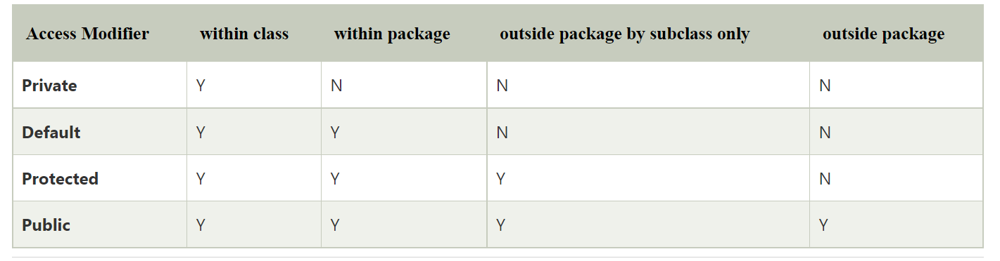 Access Modifier within class within package outside package by subclass only outside package
Private Y N N N
Default Y Y N N
Protected Y Y Y N
Public Y Y Y Y